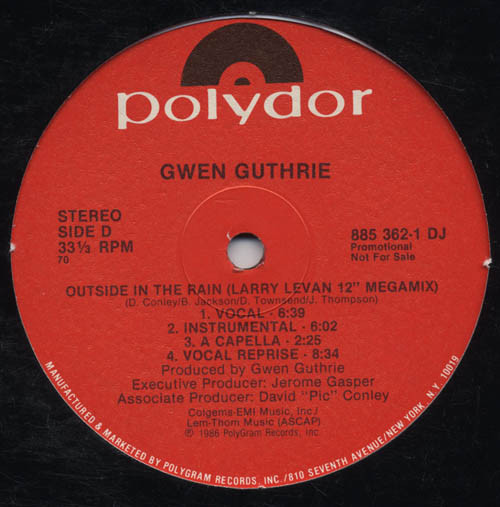 polydor
GWEN GUTHRIE
STEREO
SIDE D
33⅓ RPM
70
885 362-1 DJ
Promotional
Not For Sale
OUTSIDE IN THE RAIN (LARRY LEVAN 12" MEGAMIX)
(D. Conley/B. Jackson/D. Townsend/J. Thompson)
1. VOCAL - 6:39
2. INSTRUMENTAL - 6:02
3. A CAPELLA - 2:25
4. VOCAL REPRISE - 8:34
Produced by Gwen Guthrie
Executive Producer: Jerome Gasper
Associate Producer: David "Pic" Conley
Colgems-EMI Music, Inc/
Lem-Thom Music (ASCAP)
℗ 1986 PolyGram Records, Inc.
MANUFACTURED & MARKETED BY POLYGRAM RECORDS, INC./810 SEVENTH AVENUE/NEW YORK, N.Y. 10019